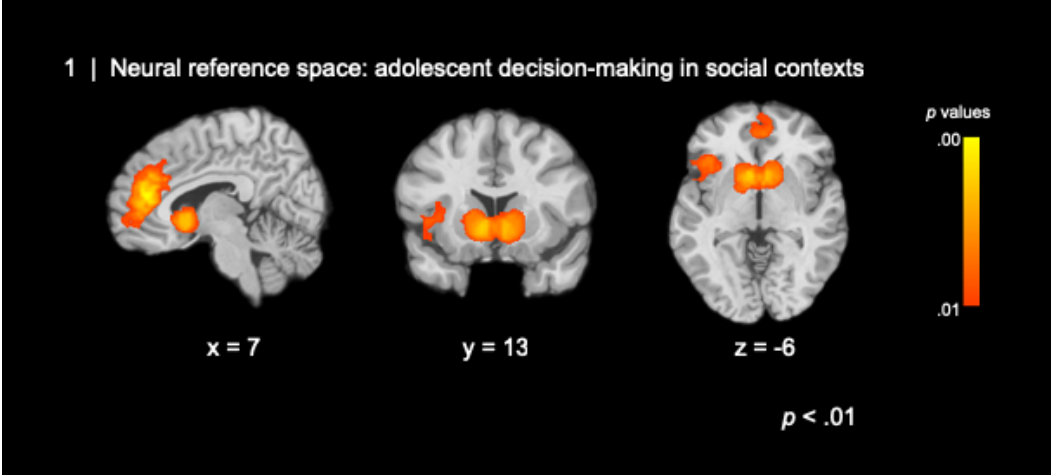 1 | Neural reference space: adolescent decision-making in social contexts
p values
.00
.01
x = 7
y = 13
z = -6
p < .01